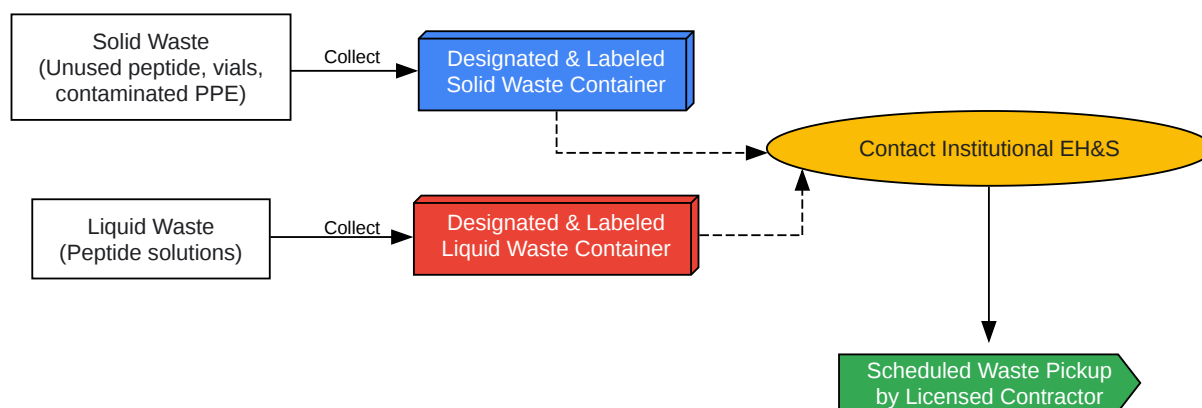 Solid Waste
(Unused peptide, vials,
contaminated PPE)
Collect
Designated & Labeled
Solid Waste Container
Contact Institutional EH&S
Liquid Waste
(Peptide solutions)
Collect
Designated & Labeled
Liquid Waste Container
Scheduled Waste Pickup
by Licensed Contractor